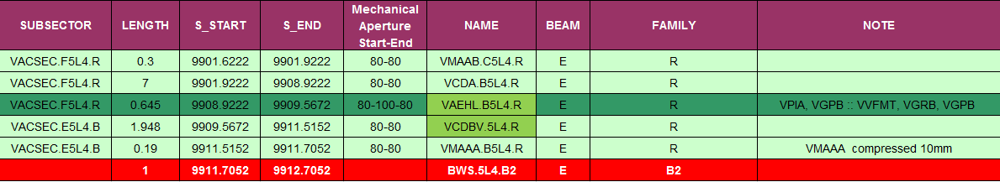 SUBSECTOR LENGTH S_START S_END Mechanical Aperture Start-End NAME BEAM FAMILY NOTE
VACSEC.F5L4.R 0.3 9901.6222 9901.9222 80-80 VMAAB.C5L4.R E R
VACSEC.F5L4.R 7 9901.9222 9908.9222 80-80 VCDA.B5L4.R E R
VACSEC.F5L4.R 0.645 9908.9222 9909.5672 80-100-80 VAEHL.B5L4.R E R VPIA, VGPB :: VVFMT, VGRB, VGPB
VACSEC.E5L4.B 1.948 9909.5672 9911.5152 80-80 VCDBV.5L4.R E R
VACSEC.E5L4.B 0.19 9911.5152 9911.7052 80-80 VMAAA.B5L4.R E R VMAAA compressed 10mm
1 9911.7052 9912.7052 BWS.5L4.B2 E B2